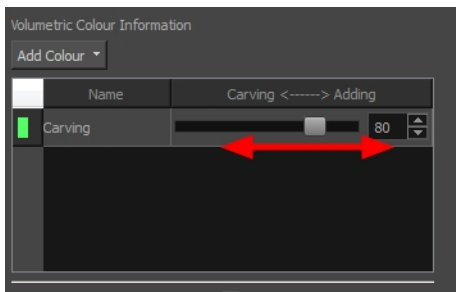 Volumetric Colour Information
Add Colour
Name Carving <------> Adding
Carving 80